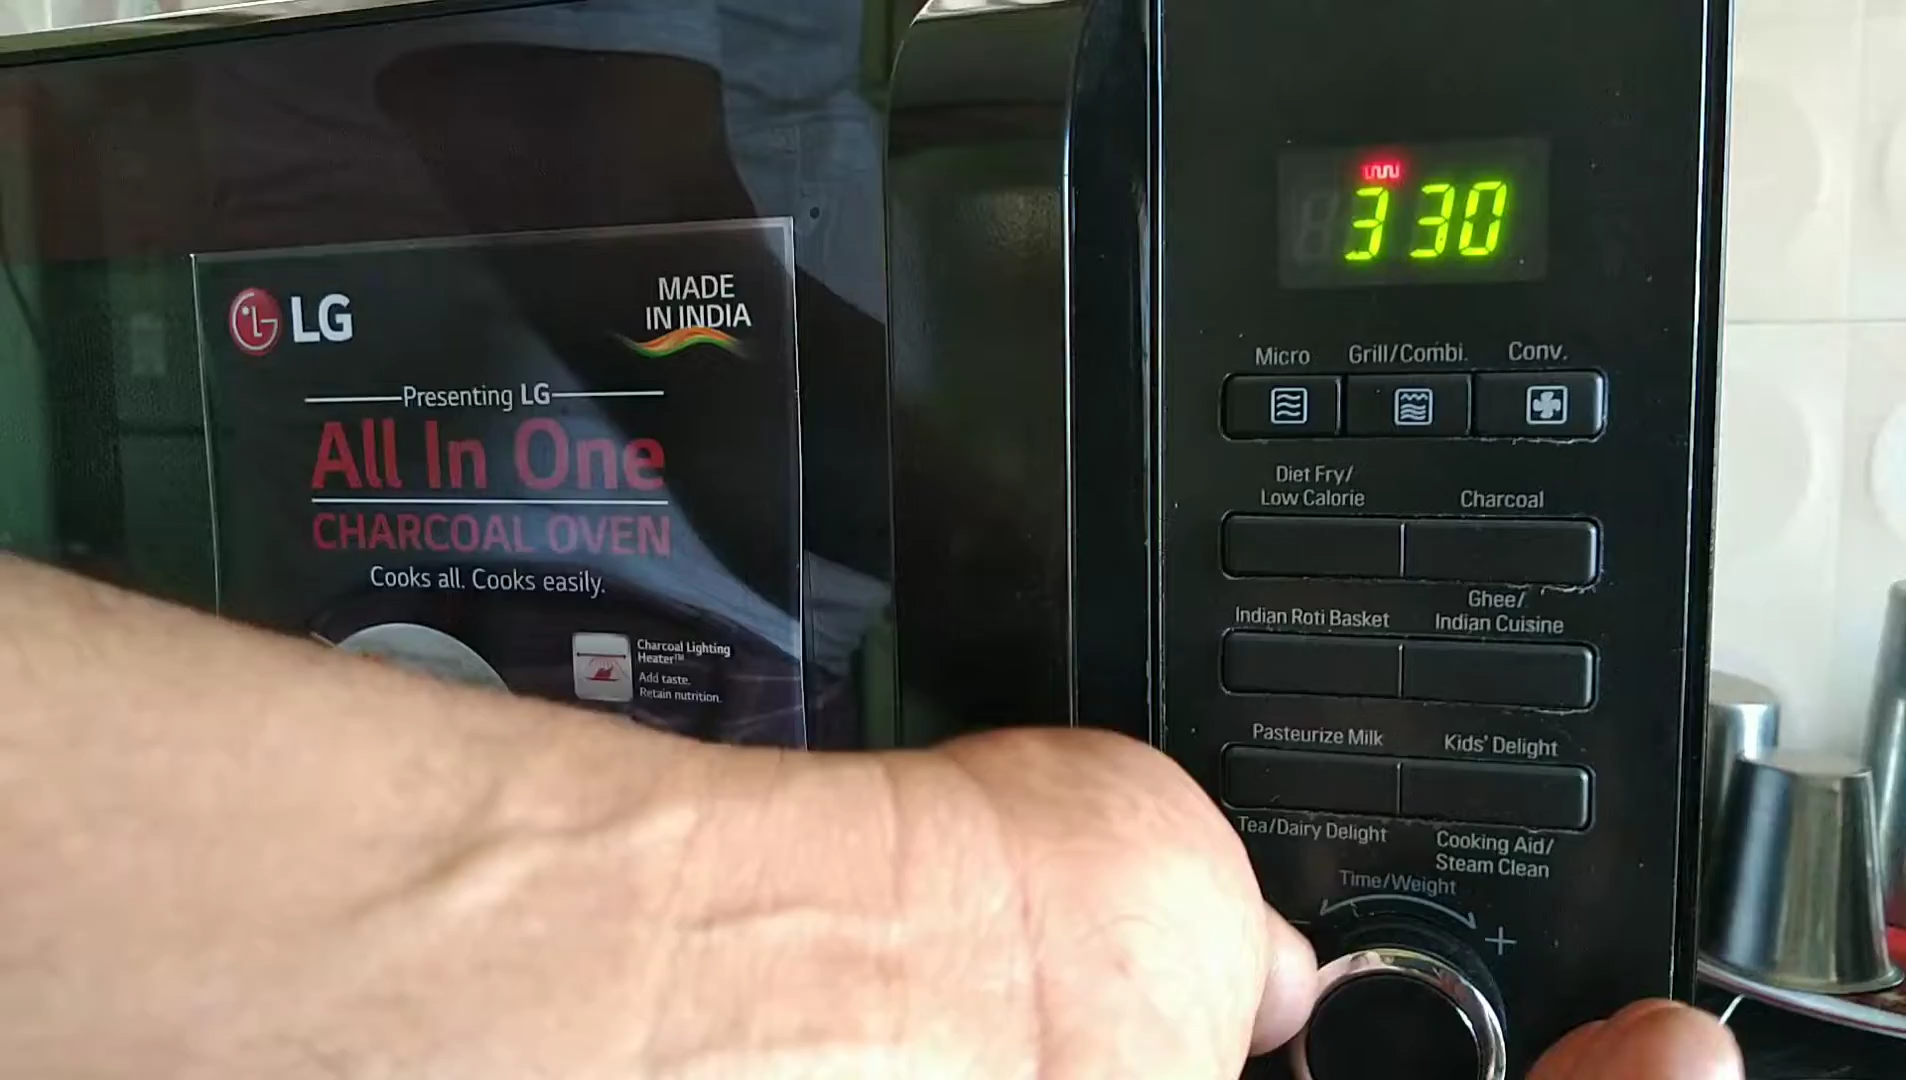 LG
MADE
IN INDIA
Presenting LG
All In One
CHARCOAL OVEN
Cooks all. Cooks easily.
Charcoal Lighting
Heater™
Add taste.
Retain nutrition.
330
Micro
Grill/Combi.
Conv.
Diet Fry/
Low Calorie
Charcoal
Indian Roti Basket
Ghee/
Indian Cuisine
Pasteurize Milk
Kids' Delight
Tea/Dairy Delight
Cooking Aid/
Steam Clean
Time/Weight
+